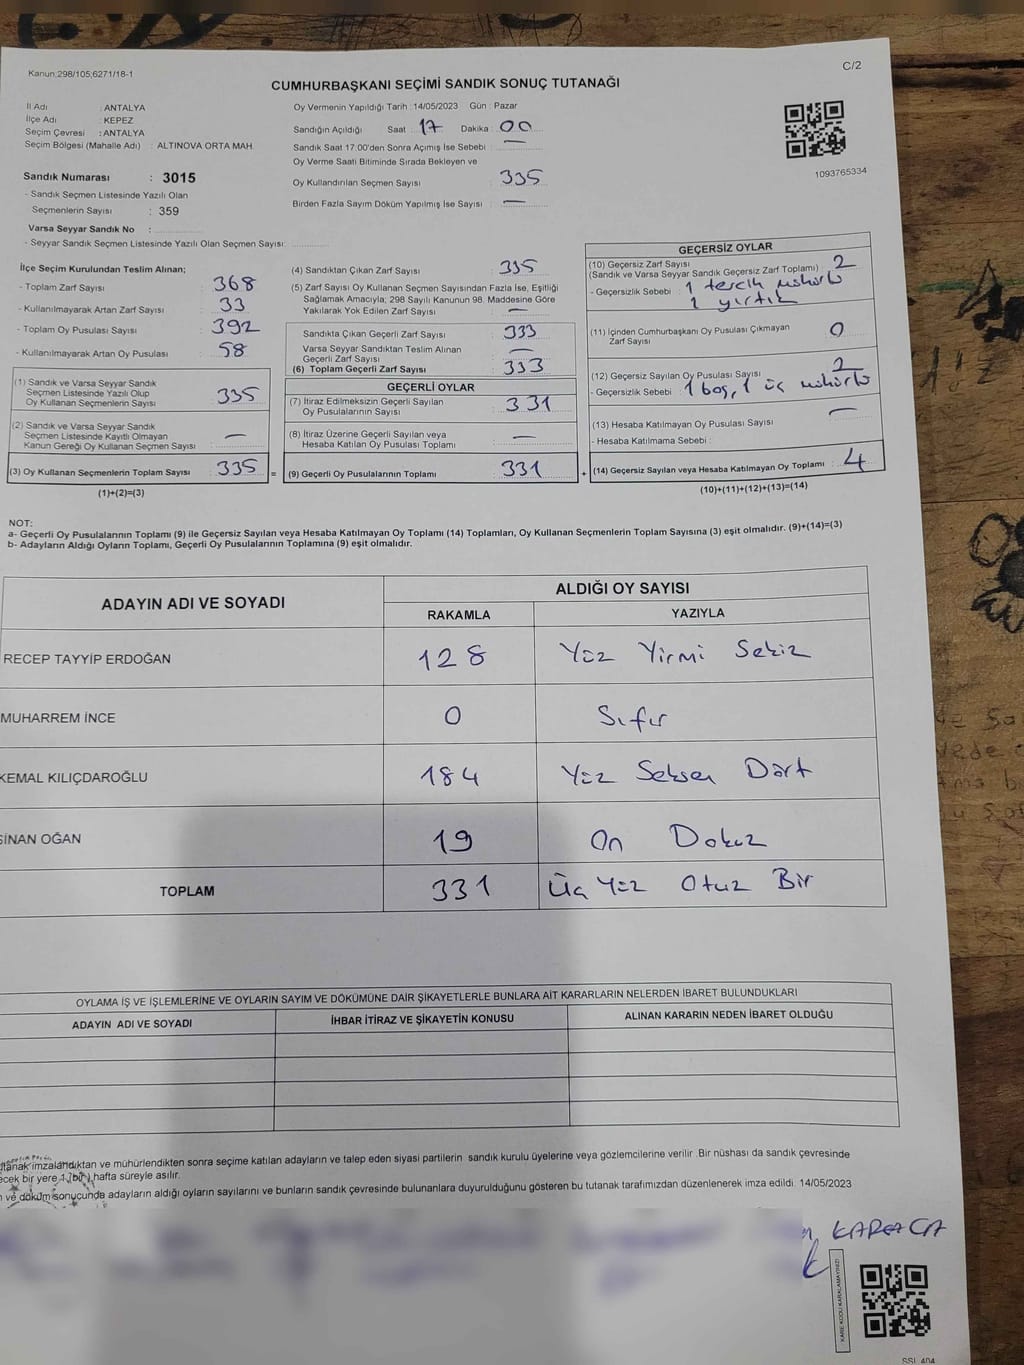 Kanun;298/105;6271/18-1
C/2
CUMHURBAŞKANI SEÇİMİ SANDIK SONUÇ TUTANAĞI
İl Adı : ANTALYA
İlçe Adı : KEPEZ
Seçim Çevresi : ANTALYA
Seçim Bölgesi (Mahalle Adı) : ALTINOVA ORTA MAH.
Sandık Numarası : 3015
- Sandık Seçmen Listesinde Yazılı Olan
Seçmenlerin Sayısı : 359
Varsa Seyyar Sandık No :
- Seyyar Sandık Seçmen Listesinde Yazılı Olan Seçmen Sayısı:
Oy Vermenin Yapıldığı Tarih : 14/05/2023 Gün : Pazar
Sandığın Açıldığı Saat : 17 Dakika : 00
Sandık Saat 17.00'den Sonra Açımış İse Sebebi : —
Oy Verme Saati Bitiminde Sırada Bekleyen ve
Oy Kullandırılan Seçmen Sayısı : 335
Birden Fazla Sayım Döküm Yapılmış İse Sayısı : —
1093765334
İlçe Seçim Kurulundan Teslim Alınan;
- Toplam Zarf Sayısı : 368
- Kullanılmayarak Artan Zarf Sayısı : 33
- Toplam Oy Pusulası Sayısı : 392
- Kullanılmayarak Artan Oy Pusulası : 58
(1) Sandık ve Varsa Seyyar Sandık
Seçmen Listesinde Yazılı Olup
Oy Kullanan Seçmenlerin Sayısı : 335
(2) Sandık ve Varsa Seyyar Sandık
Seçmen Listesinde Kayıtlı Olmayan
Kanun Gereği Oy Kullanan Seçmen Sayısı : —
(3) Oy Kullanan Seçmenlerin Toplam Sayısı : 335 =
(1)+(2)=(3)
(4) Sandıktan Çıkan Zarf Sayısı : 335
(5) Zarf Sayısı Oy Kullanan Seçmen Sayısından Fazla İse, Eşitliği
Sağlamak Amacıyla; 298 Sayılı Kanunun 98. Maddesine Göre
Yakılarak Yok Edilen Zarf Sayısı : —
Sandıkta Çıkan Geçerli Zarf Sayısı : 333
Varsa Seyyar Sandıktan Teslim Alınan
Geçerli Zarf Sayısı : —
(6) Toplam Geçerli Zarf Sayısı : 333
GEÇERLİ OYLAR
(7) İtiraz Edilmeksizin Geçerli Sayılan
Oy Pusulalarının Sayısı : 331
(8) İtiraz Üzerine Geçerli Sayılan veya
Hesaba Katılan Oy Pusulası Toplamı : —
(9) Geçerli Oy Pusulalarının Toplamı : 331 +
GEÇERSİZ OYLAR
(10) Geçersiz Zarf Sayısı : 2
(Sandık ve Varsa Seyyar Sandık Geçersiz Zarf Toplamı)
- Geçersizlik Sebebi : 1 tercih mühürlü
1 yırtık
(11) İçinden Cumhurbaşkanı Oy Pusulası Çıkmayan
Zarf Sayısı : 0
(12) Geçersiz Sayılan Oy Pusulası Sayısı : 2
- Geçersizlik Sebebi : 1 boş, 1 üç mühürlü
(13) Hesaba Katılmayan Oy Pusulası Sayısı : —
- Hesaba Katılmama Sebebi :
(14) Geçersiz Sayılan veya Hesaba Katılmayan Oy Toplamı : 4
(10)+(11)+(12)+(13)=(14)
NOT:
a- Geçerli Oy Pusulalarının Toplamı (9) ile Geçersiz Sayılan veya Hesaba Katılmayan Oy Toplamı (14) Toplamları, Oy Kullanan Seçmenlerin Toplam Sayısına (3) eşit olmalıdır. (9)+(14)=(3)
b- Adayların Aldığı Oyların Toplamı, Geçerli Oy Pusulalarının Toplamına (9) eşit olmalıdır.
ADAYIN ADI VE SOYADI ALDIĞI OY SAYISI
RAKAMLA YAZIYLA
RECEP TAYYİP ERDOĞAN 128 Yüz Yirmi Sekiz
MUHARREM İNCE 0 Sıfır
KEMAL KILIÇDAROĞLU 184 Yüz Seksen Dört
SİNAN OĞAN 19 On Dokuz
TOPLAM 331 Üç Yüz Otuz Bir
OYLAMA İŞ VE İŞLEMLERİNE VE OYLARIN SAYIM VE DÖKÜMÜNE DAİR ŞİKAYETLERLE BUNLARA AİT KARARLARIN NELERDEN İBARET BULUNDUKLARI
ADAYIN ADI VE SOYADI İHBAR İTİRAZ VE ŞİKAYETİN KONUSU ALINAN KARARIN NEDEN İBARET OLDUĞU
utanak imzalandıktan ve mühürlendikten sonra seçime katılan adayların ve talep eden siyasi partilerin sandık kurulu üyelerine veya gözlemcilerine verilir .Bir nüshası da sandık çevresinde
ecek bir yere 1 (bir) hafta süreyle asılır.
ve döküm sonucunda adayların aldığı oyların sayılarını ve bunların sandık çevresinde bulunanlara duyurulduğunu gösteren bu tutanak tarafımızdan düzenlenerek imza edildi. 14/05/2023
KARACA
KARE KODU KARALAMAYINIZ!